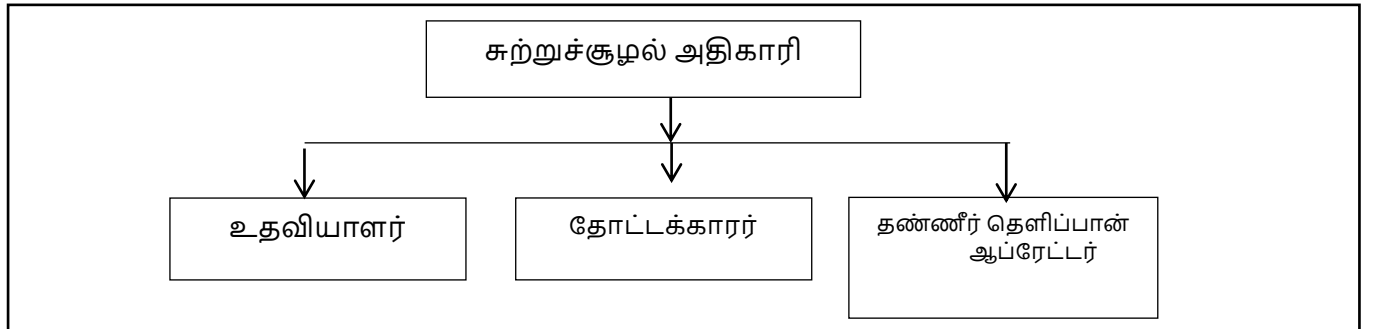 சுற்றுச்சூழல் அதிகாரி
உதவியாளர்
தோட்டக்காரர்
தண்ணீர் தெளிப்பான்
ஆப்ரேட்டர்